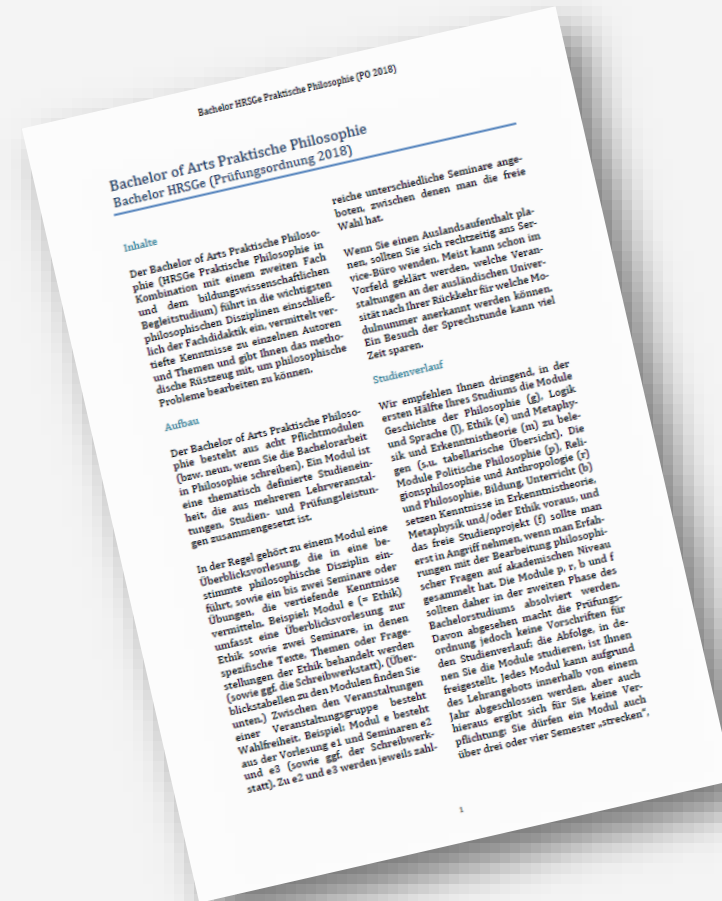 Bachelor HRSGe Praktische Philosophie (PO 2018)
Bachelor of Arts Praktische Philosophie
Bachelor HRSGe (Prüfungsordnung 2018)
Inhalte
Der Bachelor of Arts Praktische Philoso-
phie (HRSGe Praktische Philosophie in
Kombination mit einem zweiten Fach
und dem bildungswissenschaftlichen
Begleitstudium) führt in die wichtigsten
philosophischen Disziplinen einschließ-
lich der Fachdidaktik ein, vermittelt ver-
tiefte Kenntnisse zu einzelnen Autoren
und Themen und gibt Ihnen das metho-
dische Rüstzeug mit, um philosophische
Probleme bearbeiten zu können.
Aufbau
Der Bachelor of Arts Praktische Philoso-
phie besteht aus acht Pflichtmodulen
(bzw. neun, wenn Sie die Bachelorarbeit
in Philosophie schreiben). Ein Modul ist
eine thematisch definierte Studienein-
heit, die aus mehreren Lehrveranstal-
tungen, Studien- und Prüfungsleistun-
gen zusammengesetzt ist.
In der Regel gehört zu einem Modul eine
Überblicksvorlesung, die in eine be-
stimmte philosophische Disziplin ein-
führt, sowie ein bis zwei Seminare oder
Übungen, die vertiefende Kenntnisse
vermitteln. Beispiel: Modul e (= Ethik)
umfasst eine Überblicksvorlesung zur
Ethik sowie zwei Seminare, in denen
spezifische Texte, Themen oder Frage-
stellungen der Ethik behandelt werden
(sowie ggf. die Schreibwerkstatt). (Über-
blickstabellen zu den Modulen finden Sie
unten.) Zwischen den Veranstaltungen
einer Veranstaltungsgruppe besteht
Wahlfreiheit. Beispiel: Modul e besteht
aus der Vorlesung e1 und Seminaren e2
und e3 (sowie ggf. der Schreibwerk-
statt). Zu e2 und e3 werden jeweils zahl-
reiche unterschiedliche Seminare ange-
boten, zwischen denen man die freie
Wahl hat.
Wenn Sie einen Auslandsaufenthalt pla-
nen, sollten Sie sich rechtzeitig ans Ser-
vice-Büro wenden. Meist kann schon im
Vorfeld geklärt werden, welche Veran-
staltungen an der ausländischen Univer-
sität nach Ihrer Rückkehr für welche Mo-
dulnummer anerkannt werden können.
Ein Besuch der Sprechstunde kann viel
Zeit sparen.
Studienverlauf
Wir empfehlen Ihnen dringend, in der
ersten Hälfte Ihres Studiums die Module
Geschichte der Philosophie (g), Logik
und Sprache (l), Ethik (e) und Metaphy-
sik und Erkenntnistheorie (m) zu bele-
gen (s.u. tabellarische Übersicht). Die
Module Politische Philosophie (p), Reli-
gionsphilosophie und Anthropologie (r)
und Philosophie, Bildung, Unterricht (b)
setzen Kenntnisse in Erkenntnistheorie,
Metaphysik und/oder Ethik voraus, und
das freie Studienprojekt (f) sollte man
erst in Angriff nehmen, wenn man Erfah-
rungen mit der Bearbeitung philosophi-
scher Fragen auf akademischen Niveau
gesammelt hat. Die Module p, r, b und f
sollten daher in der zweiten Phase des
Bachelorstudiums absolviert werden.
Davon abgesehen macht die Prüfungs-
ordnung jedoch keine Vorschriften für
den Studienverlauf; die Abfolge, in de-
nen Sie die Module studieren, ist Ihnen
freigestellt. Jedes Modul kann aufgrund
des Lehrangebots innerhalb von einem
Jahr abgeschlossen werden, aber auch
hieraus ergibt sich für Sie keine Ver-
pflichtung: Sie dürfen ein Modul auch
über drei oder vier Semester „strecken“,
1